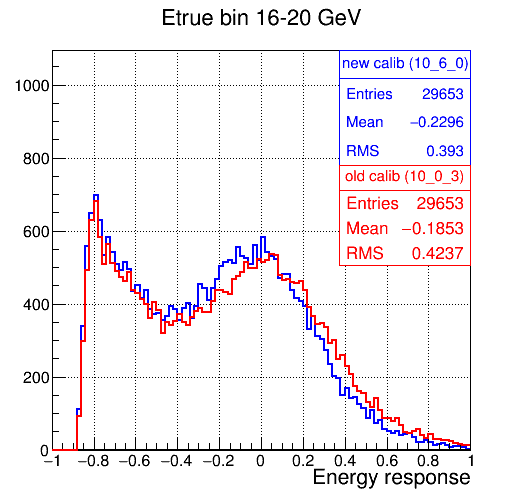 Etrue bin 16-20 GeV
new calib (10_6_0)
Entries 29653
Mean −0.2296
RMS 0.393
old calib (10_0_3)
Entries 29653
Mean −0.1853
RMS 0.4237
1000
800
600
400
200
0
−1 −0.8 −0.6 −0.4 −0.2 0 0.2 0.4 0.6 0.8 1
Energy response